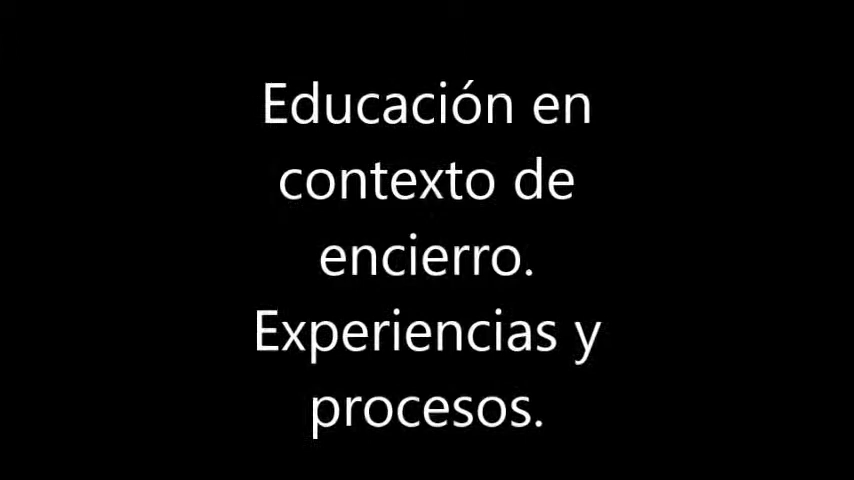 Educación en
contexto de
encierro.
Experiencias y
procesos.